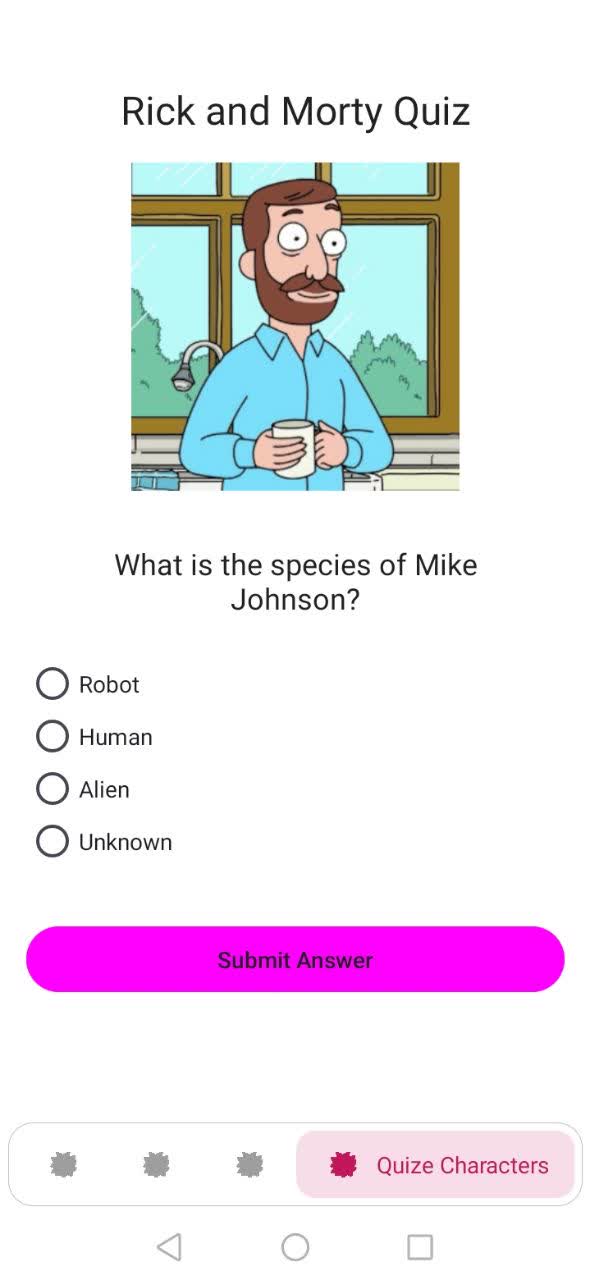 Rick and Morty Quiz
What is the species of Mike
Johnson?
Robot
Human
Alien
Unknown
Submit Answer
Quize Characters